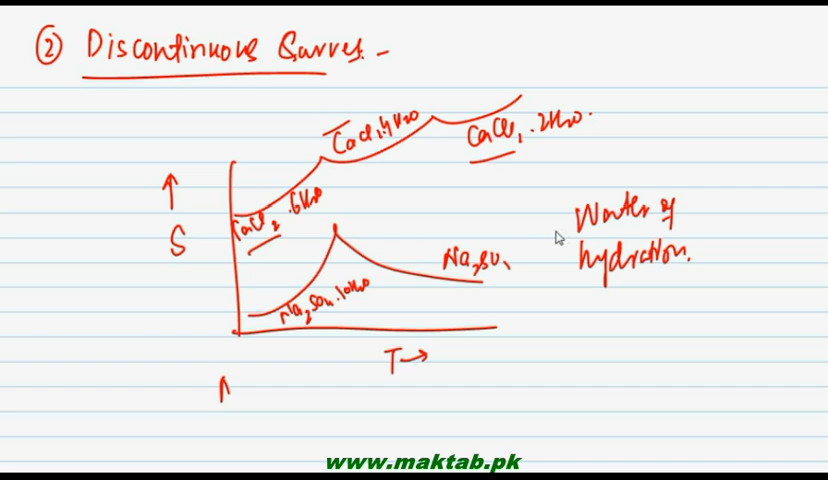 ② Discontinuous Curves.-
CaCl₂.4H₂O
CaCl₂.2H₂O.
CaCl₂.6H₂O
↑
S
Water of
hydration.
Na₂SO₄
Na₂SO₄.10H₂O
T→
www.maktab.pk